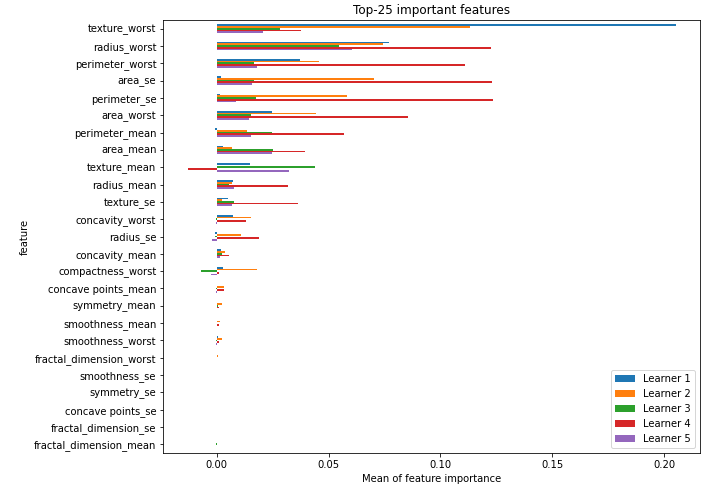 Top-25 important features
texture_worst
radius_worst
perimeter_worst
area_se
perimeter_se
area_worst
perimeter_mean
area_mean
texture_mean
radius_mean
texture_se
concavity_worst
radius_se
concavity_mean
compactness_worst
concave points_mean
symmetry_mean
smoothness_mean
smoothness_worst
fractal_dimension_worst
smoothness_se
symmetry_se
concave points_se
fractal_dimension_se
fractal_dimension_mean
feature
Learner 1
Learner 2
Learner 3
Learner 4
Learner 5
0.00 0.05 0.10 0.15 0.20
Mean of feature importance